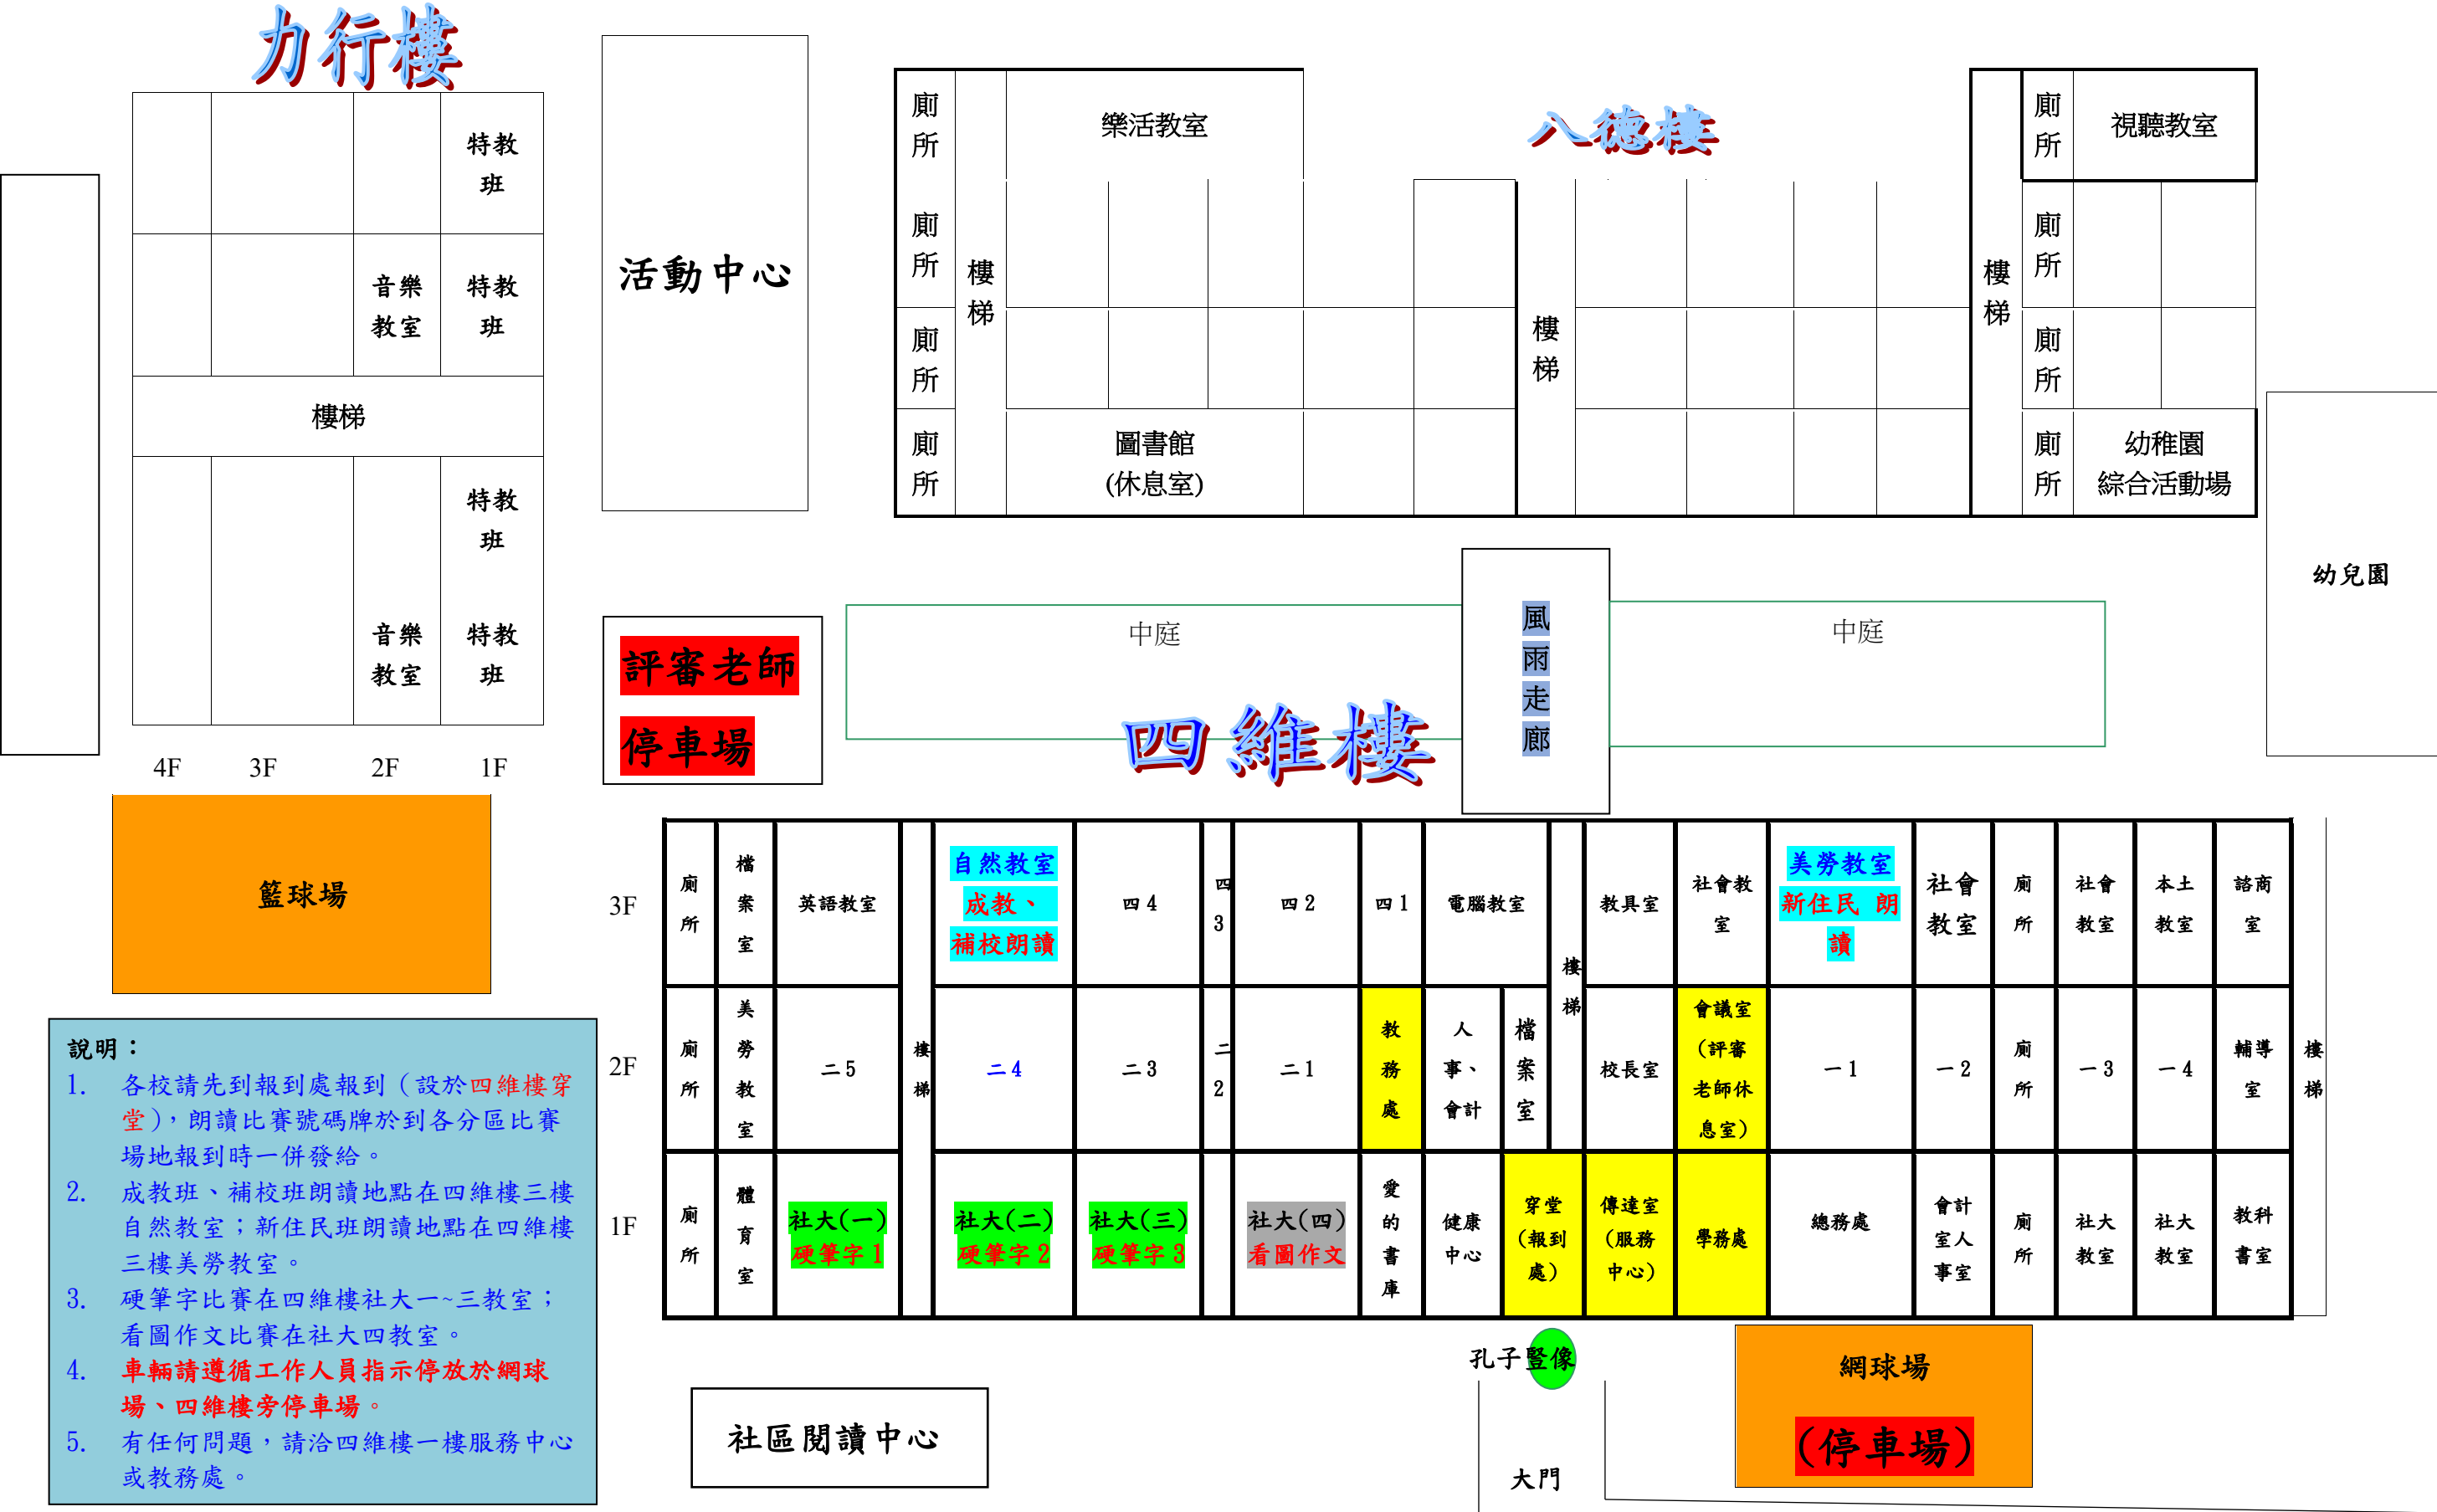 力行樓
特教
班
音樂
教室
特教
班
樓梯
特教
班
音樂
教室
特教
班
4F
3F
2F
1F
籃球場
活動中心
八德樓
廁
所
樂活教室
廁
所
視聽教室
廁
所
廁
所
樓
梯
樓
梯
樓
梯
廁
所
廁
所
廁
所
圖書館
(休息室)
廁
所
幼稚園
綜合活動場
幼兒園
評審老師
停車場
中庭
風
雨
走
廊
中庭
四維樓
3F
廁
所
檔
案
室
英語教室
自然教室
成教、
補校朗讀
四4
四
3
四2
四1
電腦教室
教具室
社會教
室
美勞教室
新住民 朗
讀
社會
教室
廁
所
社會
教室
本土
教室
諮商
室
樓
梯
2F
廁
所
美
勞
教
室
二5
樓
梯
二4
二3
二
2
二1
教
務
處
人
事、
會計
檔
案
室
校長室
會議室
(評審
老師休
息室)
一1
一2
廁
所
一3
一4
輔導
室
樓
梯
1F
廁
所
體
育
室
社大(一)
硬筆字1
社大(二)
硬筆字2
社大(三)
硬筆字3
社大(四)
看圖作文
愛
的
書
庫
健康
中心
穿堂
(報到
處)
傳達室
(服務
中心)
學務處
總務處
會計
室人
事室
廁
所
社大
教室
社大
教室
教科
書室
說明：
1. 各校請先到報到處報到（設於四維樓穿
堂），朗讀比賽號碼牌於到各分區比賽
場地報到時一併發給。
2. 成教班、補校班朗讀地點在四維樓三樓
自然教室；新住民班朗讀地點在四維樓
三樓美勞教室。
3. 硬筆字比賽在四維樓社大一~三教室；
看圖作文比賽在社大四教室。
4. 車輛請遵循工作人員指示停放於網球
場、四維樓旁停車場。
5. 有任何問題，請洽四維樓一樓服務中心
或教務處。
社區閱讀中心
孔子豎像
大門
網球場
(停車場)